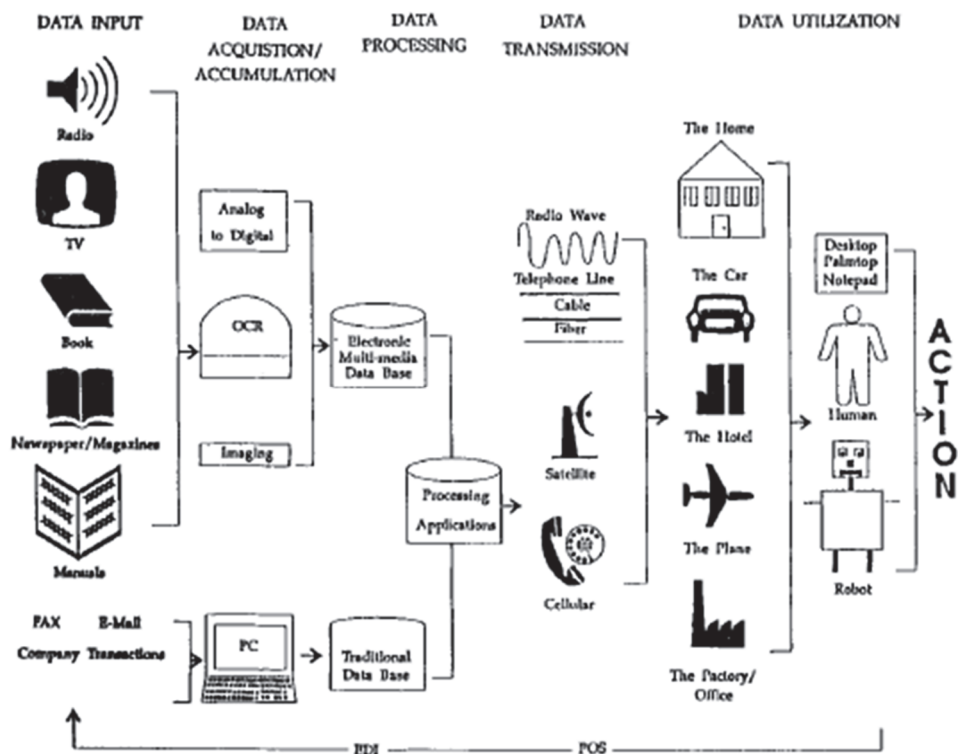 DATA INPUT
DATA
ACQUISTION/
ACCUMULATION
DATA
PROCESSING
DATA
TRANSMISSION
DATA UTILIZATION
Radio
TV
Book
Newspaper/Magazines
Manuals
FAX E-Mail
Company Transactions
Analog
to Digital
OCR
Imaging
PC
Electronic
Multi-media
Data Base
Processing
Applications
Traditional
Data Base
Radio Wave
Telephone Line
Cable
Fiber
Satellite
Cellular
The Home
The Car
The Hotel
The Plane
The Factory/
Office
Desktop
Palmtop
Notepad
Human
Robot
ACTION
EDI
POS